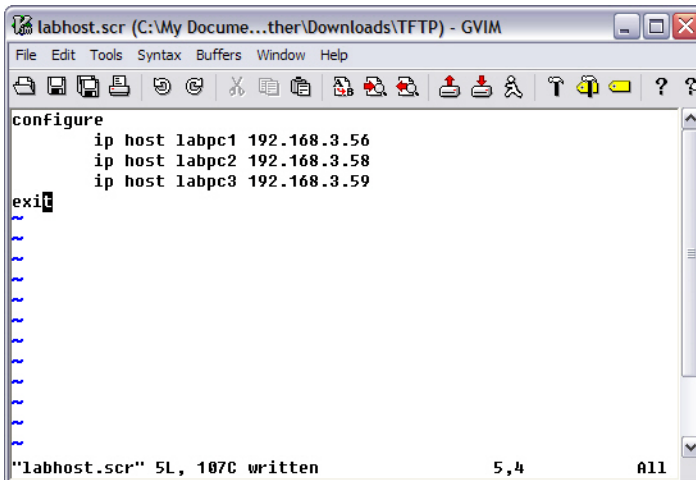 labhost.scr (C:\My Docume...ther\Downloads\TFTP) - GVIM
File Edit Tools Syntax Buffers Window Help
configure
ip host labpc1 192.168.3.56
ip host labpc2 192.168.3.58
ip host labpc3 192.168.3.59
exit
~
~
~
~
~
~
~
~
~
~
~
~
"labhost.scr" 5L, 107C written 5,4 All